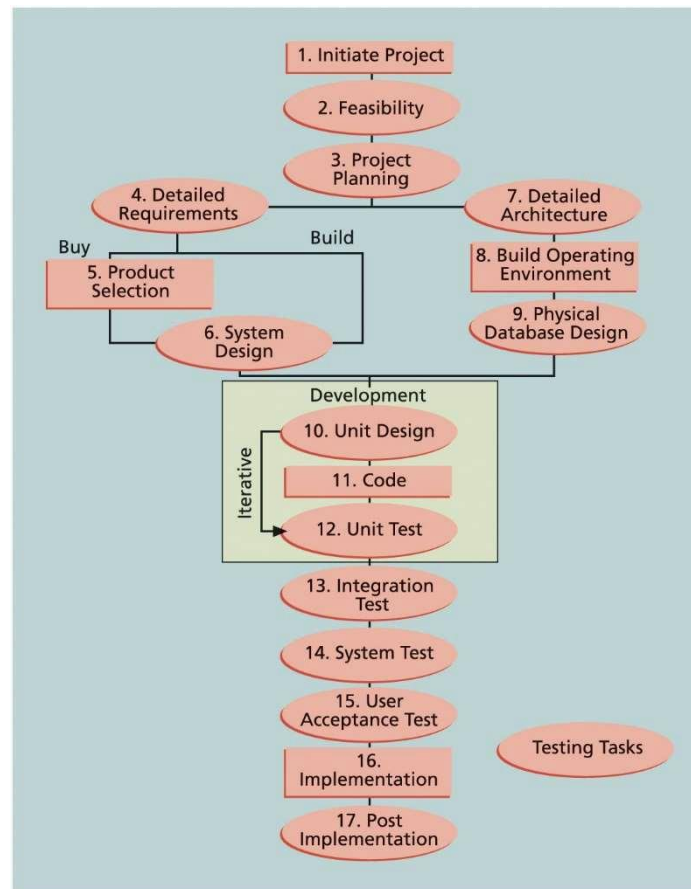 1. Initiate Project
2. Feasibility
3. Project
Planning
4. Detailed
Requirements
7. Detailed
Architecture
Buy
Build
5. Product
Selection
8. Build Operating
Environment
6. System
Design
9. Physical
Database Design
Development
10. Unit Design
Iterative
11. Code
12. Unit Test
13. Integration
Test
14. System Test
15. User
Acceptance Test
Testing Tasks
16.
Implementation
17. Post
Implementation